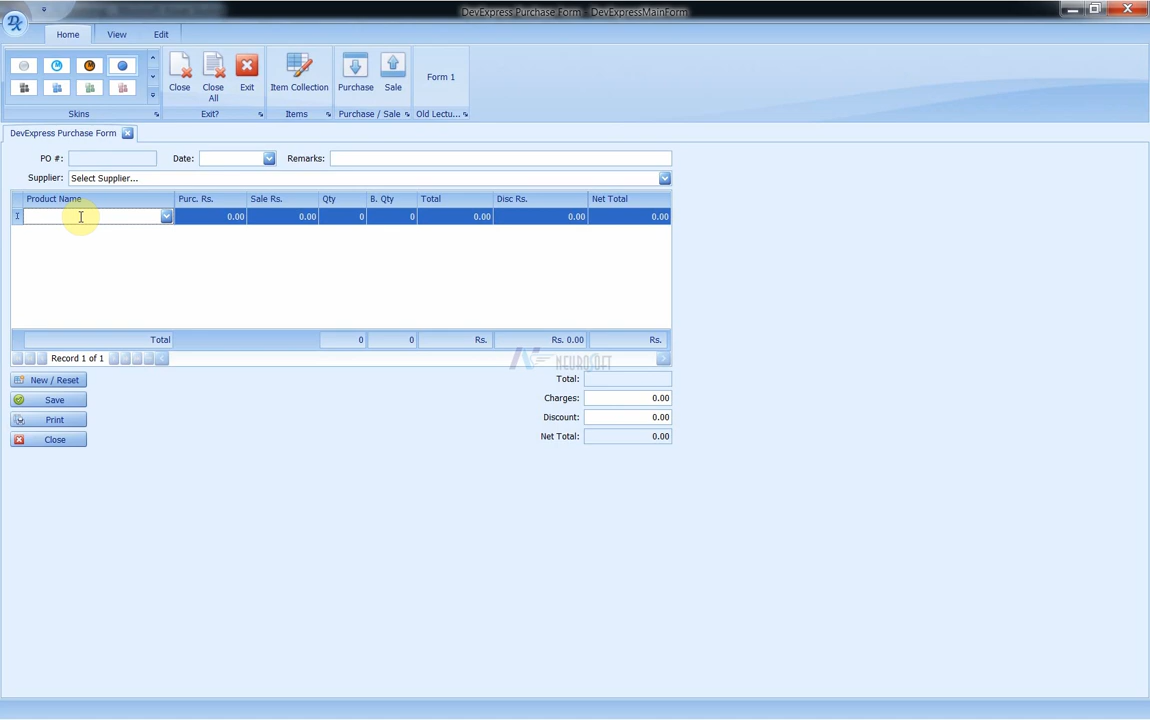 DevExpress Purchase Form - DevExpressMainForm
Home View Edit
Close Close All Exit Item Collection Purchase Sale Form 1
Skins Exit? Items Purchase / Sale Old Lectu...
DevExpress Purchase Form
PO #: Date: Remarks:
Supplier: Select Supplier...
Product Name Purc. Rs. Sale Rs. Qty B. Qty Total Disc Rs. Net Total
0.00 0.00 0 0 0.00 0.00 0.00
Total 0 0 Rs. Rs. 0.00 Rs.
Record 1 of 1
NEUROSOFT
New / Reset Total:
Save Charges: 0.00
Print Discount: 0.00
Close Net Total: 0.00